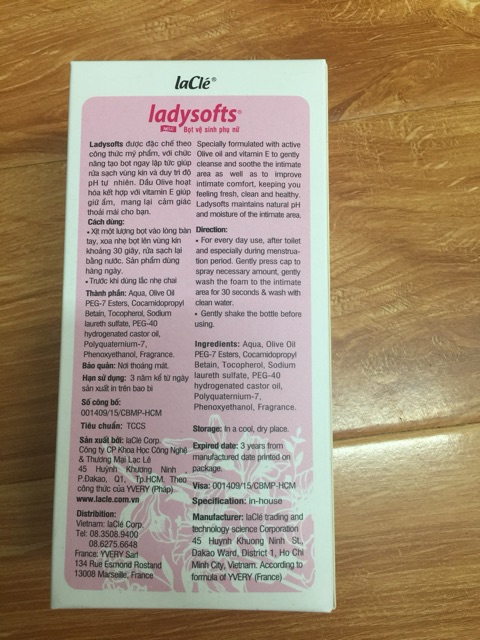 laClé®
ladysofts®
NEW Bọt vệ sinh phụ nữ
Ladysofts được đặc chế theo
công thức mỹ phẩm, với chức
năng tạo bọt ngay lập tức giúp
rửa sạch vùng kín và duy trì độ
pH tự nhiên. Dầu Olive hoạt
hóa kết hợp với vitamin E giúp
giữ ẩm, mang lại cảm giác
thoải mái cho bạn.
Cách dùng:
• Xịt một lượng bọt vào lòng bàn
tay, xoa nhẹ bọt lên vùng kín
khoảng 30 giây, rửa sạch lại
bằng nước. Sản phẩm dùng
hàng ngày.
• Trước khi dùng lắc nhẹ chai
Thành phần: Aqua, Olive Oil
PEG-7 Esters, Cocamidopropyl
Betain, Tocopherol, Sodium
laureth sulfate, PEG-40
hydrogenated castor oil,
Polyquaternium-7,
Phenoxyethanol, Fragrance.
Bảo quản: Nơi thoáng mát.
Hạn sử dụng: 3 năm kể từ ngày
sản xuất in trên bao bì
Số công bố:
001409/15/CBMP-HCM
Tiêu chuẩn: TCCS
Sản xuất bởi: laClé Corp.
Công ty CP Khoa Học Công Nghệ
& Thương Mại Lạc Lê
45 Huỳnh Khương Ninh ,
P.Đakao, Q1, Tp.HCM. Theo
công thức của YVERY (Pháp)
www.lacle.com.vn
Distribition:
Vietnam: laClé Corp.
Tel: 08.3508.9400
08.6275.6648
France: YVERY Sarl
134 Rue Esmond Rostand
13008 Marseille, France
Specially formulated with active
Olive oil and vitamin E to gently
cleanse and soothe the intimate
area as well as to improve
intimate comfort, keeping you
feeling fresh, clean and healthy.
Ladysofts maintains natural pH
and moisture of the intimate area.
Direction:
• For every day use, after toilet
and especially during menstrua-
tion period. Gently press cap to
spray necessary amount, gently
wash the foam to the intimate
area for 30 seconds & wash with
clean water.
• Gently shake the bottle before
using.
Ingredients: Aqua, Olive Oil
PEG-7 Esters, Cocamidopropyl
Betain, Tocopherol, Sodium
laureth sulfate, PEG-40
hydrogenated castor oil,
Polyquaternium-7,
Phenoxyethanol, Fragrance.
Storage: In a cool, dry place.
Expired date: 3 years from
manufactured date printed on
package.
Visa: 001409/15/CBMP-HCM
Specification: in-house
Manufacturer: laClé trading and
technology science Corporation
45 Huynh Khuong Ninh St.,
Dakao Ward, District 1, Ho Chi
Minh City, Vietnam. According to
formula of YVERY (France)